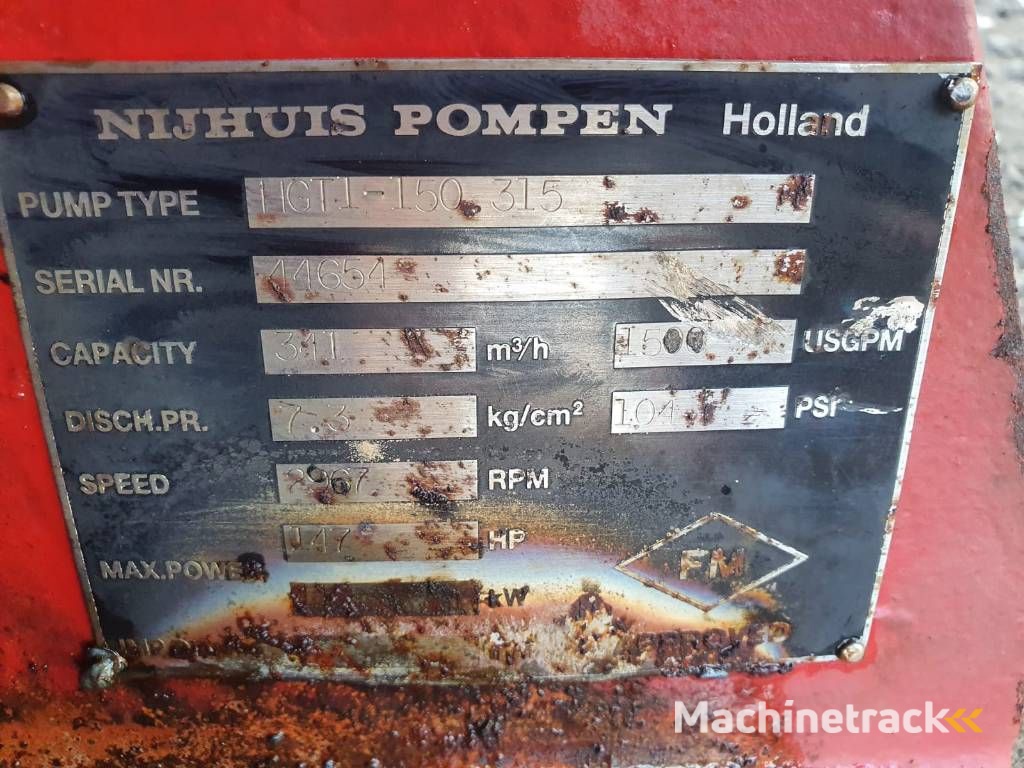 NIJHUIS POMPEN Holland
PUMP TYPE HGT1-150 315
SERIAL NR. 44654
CAPACITY 341 m³/h 1500 USGPM
DISCH.PR. 7.3 kg/cm² 104 PSI
SPEED 2967 RPM
MAX.POWER 147 HP
kW
FM
Machinetrack